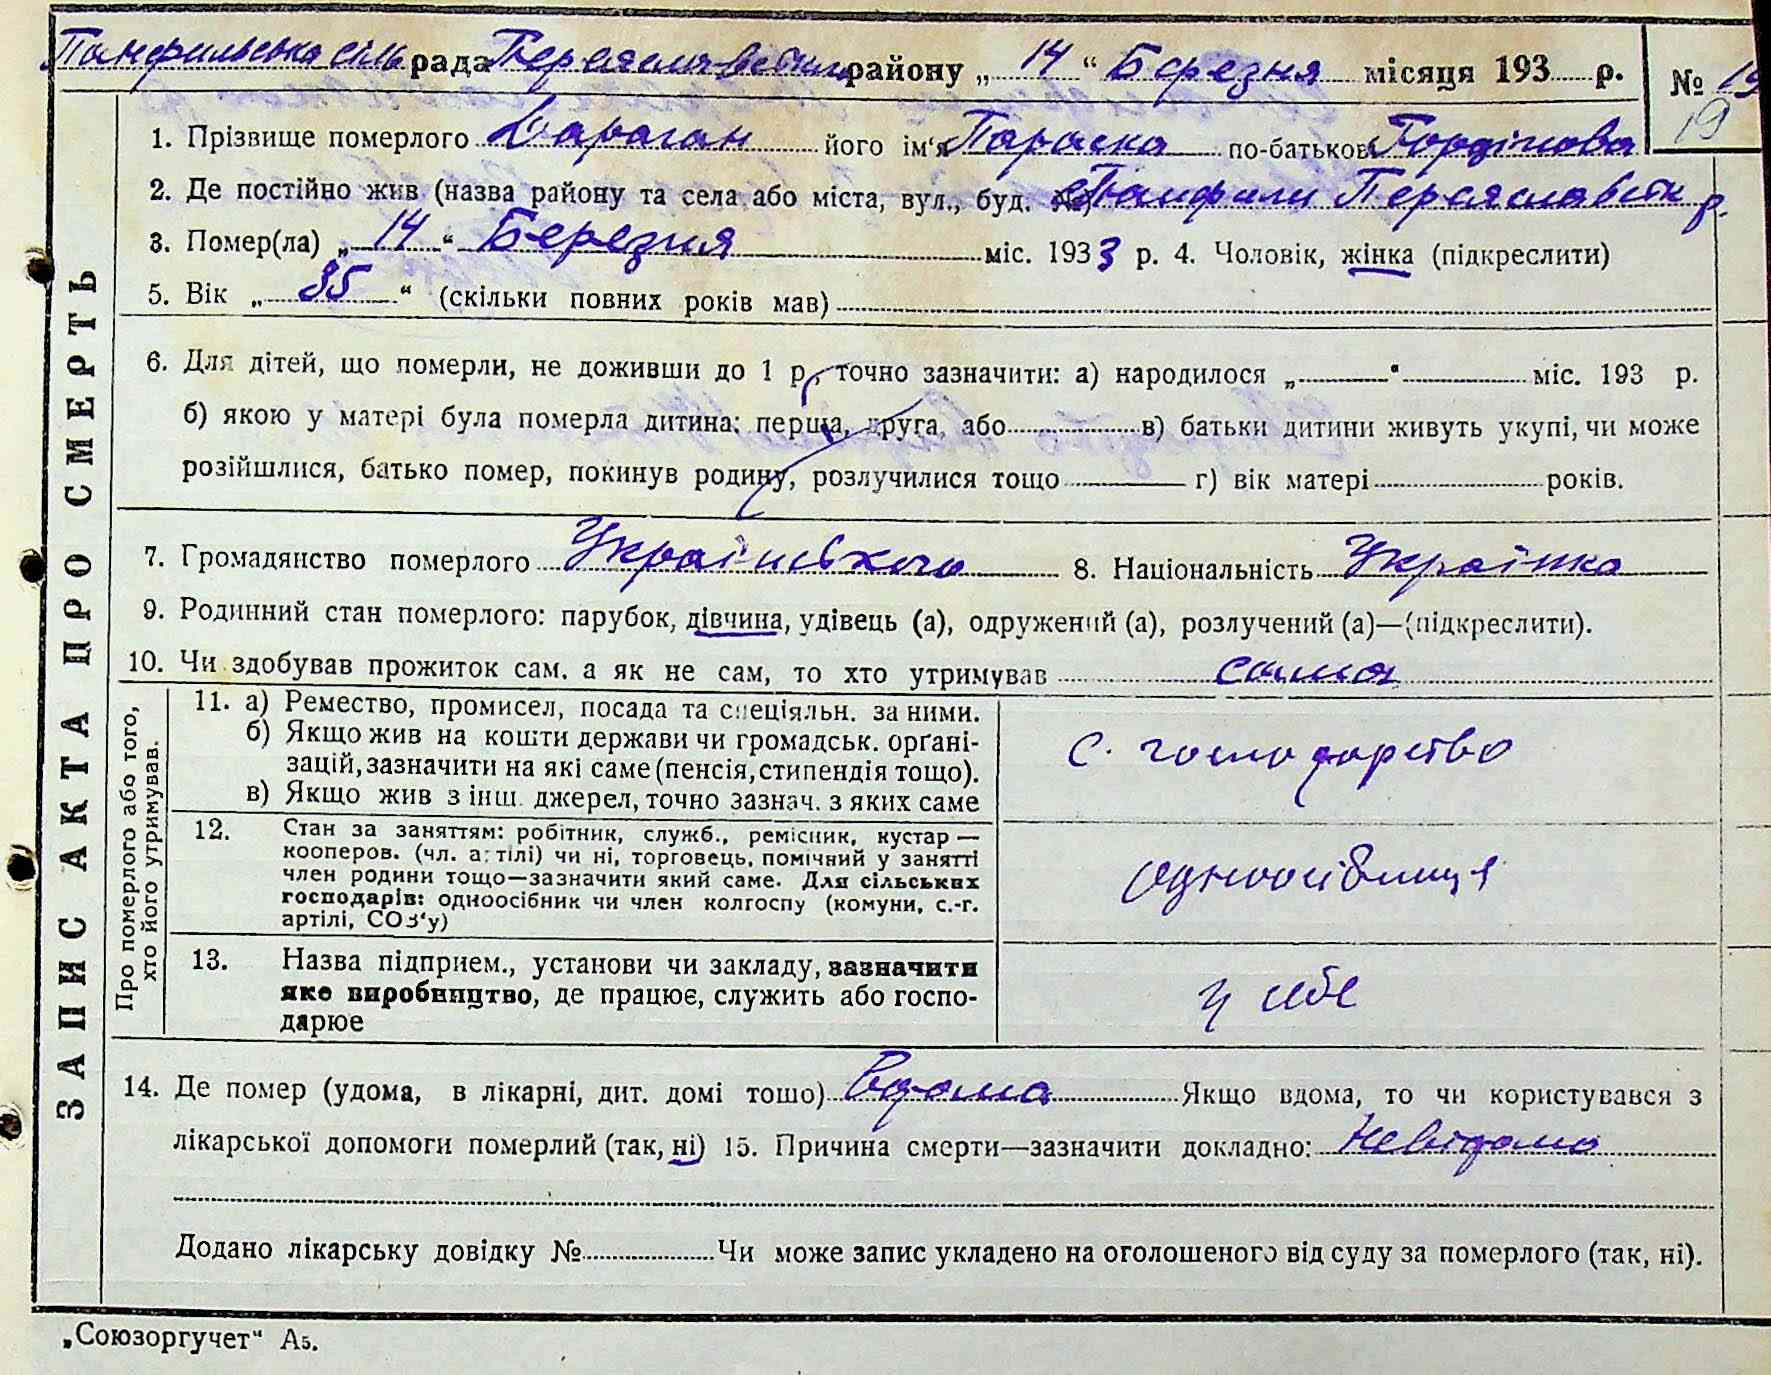 Панфильська сіль рада Переяславського району „ 14 “ Березня місяця 193 р. № 19
19
1. Прізвище померлого Дараган його ім'я Параска по-батькові
2. Де постійно жив (назва району та села або міста, вул., буд. №) Панфили Переяславськ р.
3. Помер(ла) „ 14 “ Березня міс. 1933 р. 4. Чоловік, жінка (підкреслити)
5. Вік „ 85 “ (скільки повних років мав)
6. Для дітей, що померли, не доживши до 1 р., точно зазначити: а) народилося „ “ міс. 193 р.
б) якою у матері була померла дитина: перша, друга, або в) батьки дитини живуть укупі, чи може
розійшлися, батько помер, покинув родину, розлучилися тощо г) вік матері років.
7. Громадянство померлого Українського 8. Національність Українка
9. Родинний стан померлого: парубок, дівчина, удівець (а), одружений (а), розлучений (а)—(підкреслити).
10. Чи здобував прожиток сам. а як не сам, то хто утримував сама
11. а) Ремество, промисел, посада та спеціяльн. за ними.
б) Якщо жив на кошти держави чи громадськ. орґані-
зацій, зазначити на які саме (пенсія, стипендія тощо).
в) Якщо жив з інш. джерел, точно зазнач. з яких саме
с. господарство
12. Стан за заняттям: робітник, служб., ремісник, кустар —
кооперов. (чл. артілі) чи ні, торговець, помічний у занятті
член родини тощо—зазначити який саме. Для сільських
господарів: одноосібник чи член колгоспу (комуни, с.-г.
артілі, СОЗ'у)
одноосібниця
13. Назва підприєм., установи чи закладу, зазначити
яке виробництво, де працює, служить або госпо-
дарює
у себе
14. Де помер (удома, в лікарні, дит. домі тощо) Вдома Якщо вдома, то чи користувався з
лікарської допомоги померлий (так, ні) 15. Причина смерти—зазначити докладно: Невідома
Додано лікарську довідку № Чи може запис укладено на оголошеного від суду за померлого (так, ні).
„Союзоргучет“ А5.
ЗАПИС АКТА ПРО СМЕРТЬ
Про померлого або того,
хто його утримував.